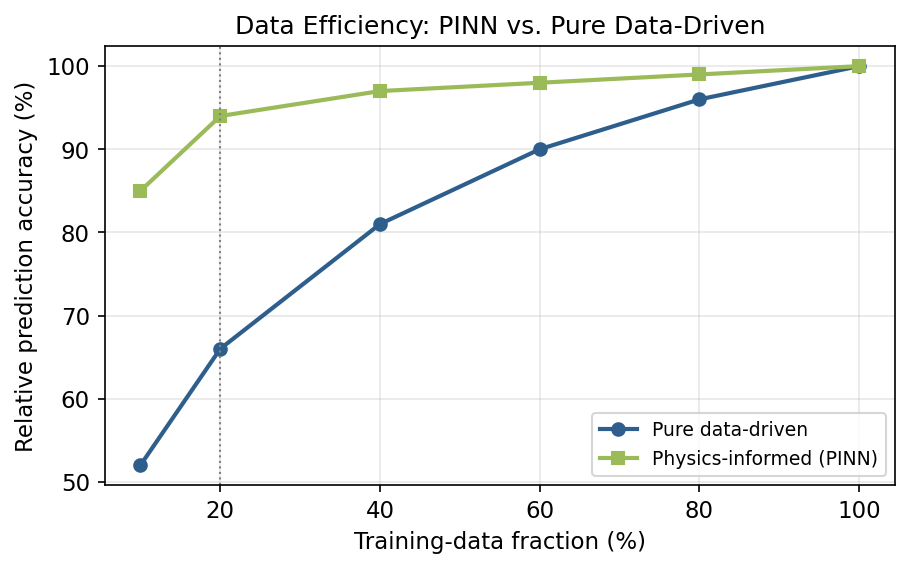 Data Efficiency: PINN vs. Pure Data-Driven
Relative prediction accuracy (%)
100
90
80
70
60
50
20
40
60
80
100
Training-data fraction (%)
Pure data-driven
Physics-informed (PINN)